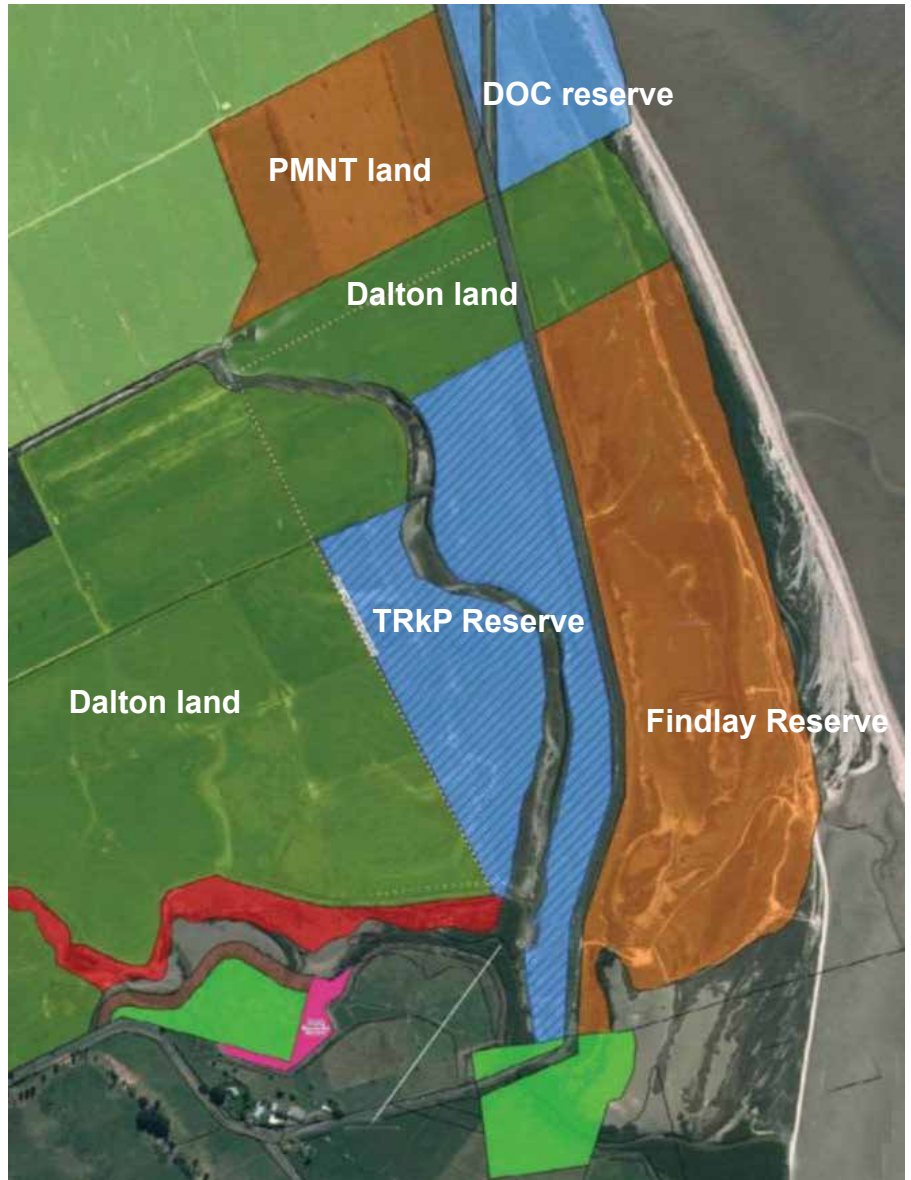 DOC reserve
PMNT land
Dalton land
TRkP Reserve
Dalton land
Findlay Reserve